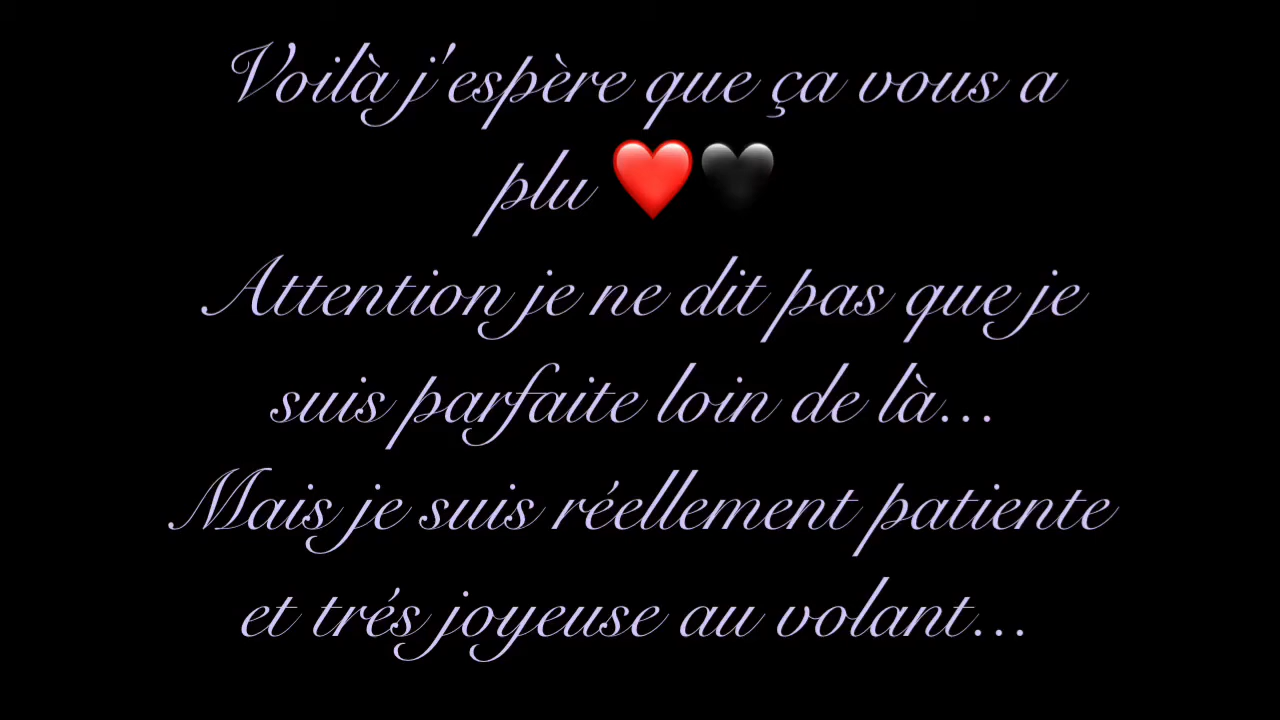 Voilà j'espère que ça vous a
plu ❤️🖤
Attention je ne dit pas que je
suis parfaite loin de là...
Mais je suis réellement patiente
et trés joyeuse au volant...